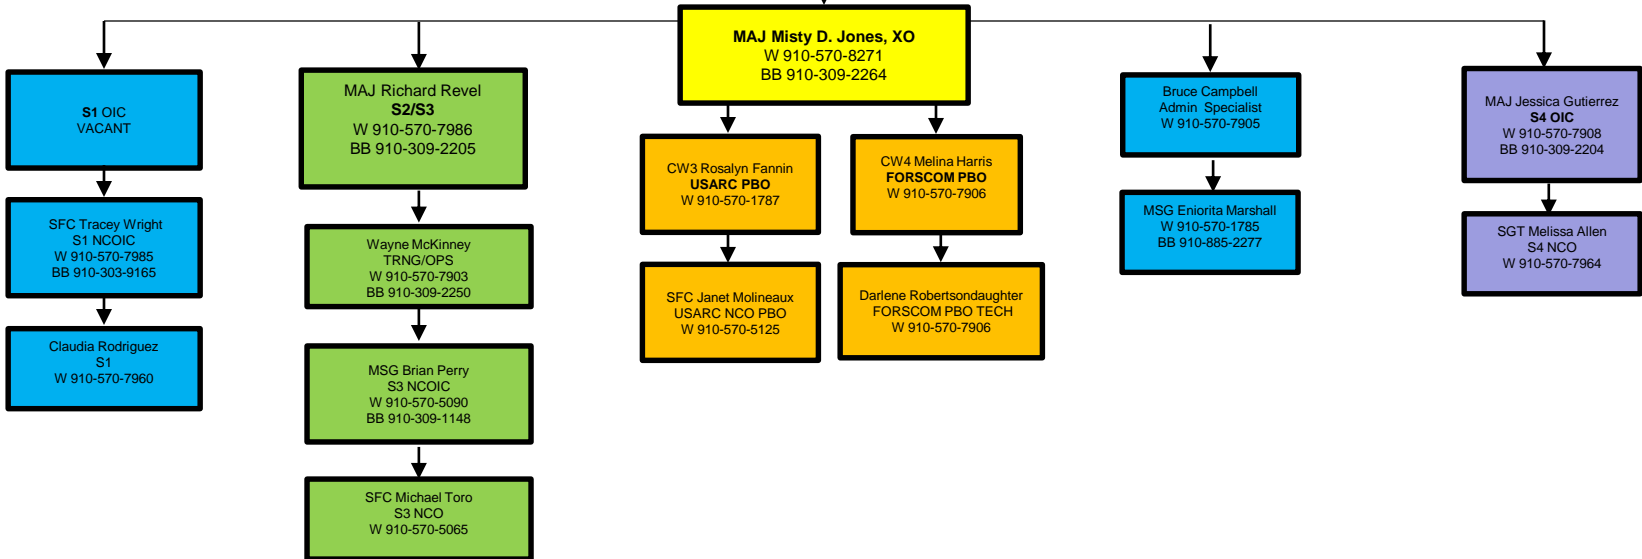 MAJ Misty D. Jones, XO
W 910-570-8271
BB 910-309-2264
S1 OIC
VACANT
SFC Tracey Wright
S1 NCOIC
W 910-570-7985
BB 910-303-9165
Claudia Rodriguez
S1
W 910-570-7960
MAJ Richard Revel
S2/S3
W 910-570-7986
BB 910-309-2205
Wayne McKinney
TRNG/OPS
W 910-570-7903
BB 910-309-2250
MSG Brian Perry
S3 NCOIC
W 910-570-5090
BB 910-309-1148
SFC Michael Toro
S3 NCO
W 910-570-5065
CW3 Rosalyn Fannin
USARC PBO
W 910-570-1787
SFC Janet Molineaux
USARC NCO PBO
W 910-570-5125
CW4 Melina Harris
FORSCOM PBO
W 910-570-7906
Darlene Robertsondaughter
FORSCOM PBO TECH
W 910-570-7906
Bruce Campbell
Admin Specialist
W 910-570-7905
MSG Eniorita Marshall
W 910-570-1785
BB 910-885-2277
MAJ Jessica Gutierrez
S4 OIC
W 910-570-7908
BB 910-309-2204
SGT Melissa Allen
S4 NCO
W 910-570-7964